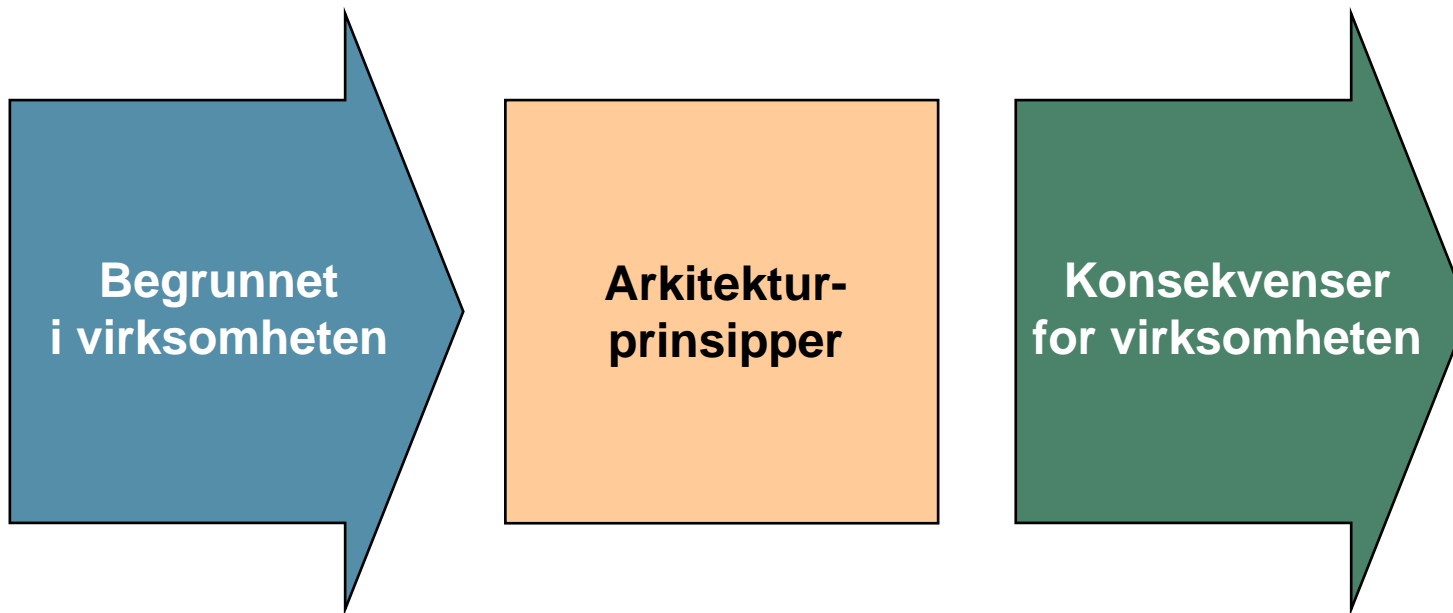 Begrunnet
i virksomheten
Arkitektur-
prinsipper
Konsekvenser
for virksomheten